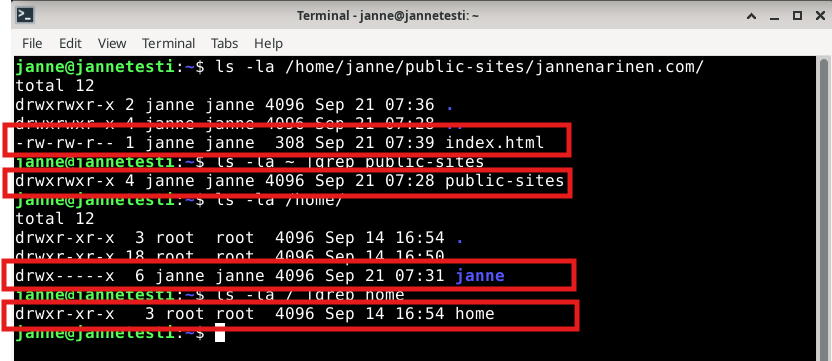 Terminal - janne@jannetesti: ~
File Edit View Terminal Tabs Help
janne@jannetesti:~$ ls -la /home/janne/public-sites/jannenarinen.com/
total 12
drwxrwxr-x 2 janne janne 4096 Sep 21 07:36 .
drwxrwxr-x 4 janne janne 4096 Sep 21 07:28 ..
-rw-rw-r-- 1 janne janne  308 Sep 21 07:39 index.html
janne@jannetesti:~$ ls -la ~ |grep public-sites
drwxrwxr-x 4 janne janne 4096 Sep 21 07:28 public-sites
janne@jannetesti:~$ ls -la /home/
total 12
drwxr-xr-x  3 root  root  4096 Sep 14 16:54 .
drwxr-xr-x 18 root  root  4096 Sep 14 16:50
drwx-----x  6 janne janne 4096 Sep 21 07:31 janne
janne@jannetesti:~$ ls -la / |grep home
drwxr-xr-x   3 root root  4096 Sep 14 16:54 home
janne@jannetesti:~$